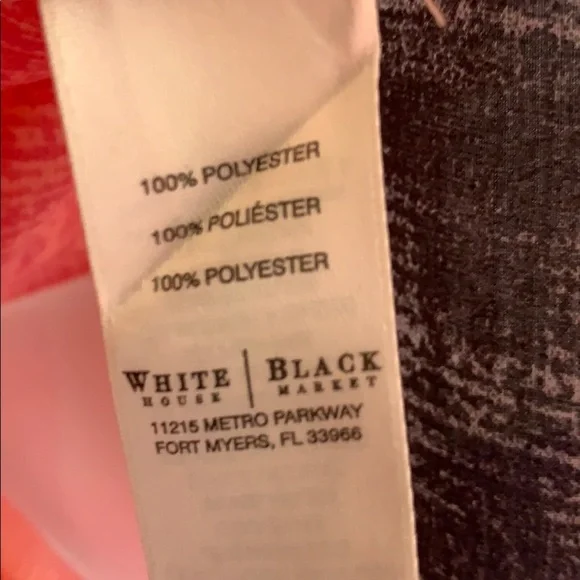 100% POLYESTER
100% POLIÉSTER
100% POLYESTER
WHITE | BLACK
HOUSE MARKET
11215 METRO PARKWAY
FORT MYERS, FL 33966